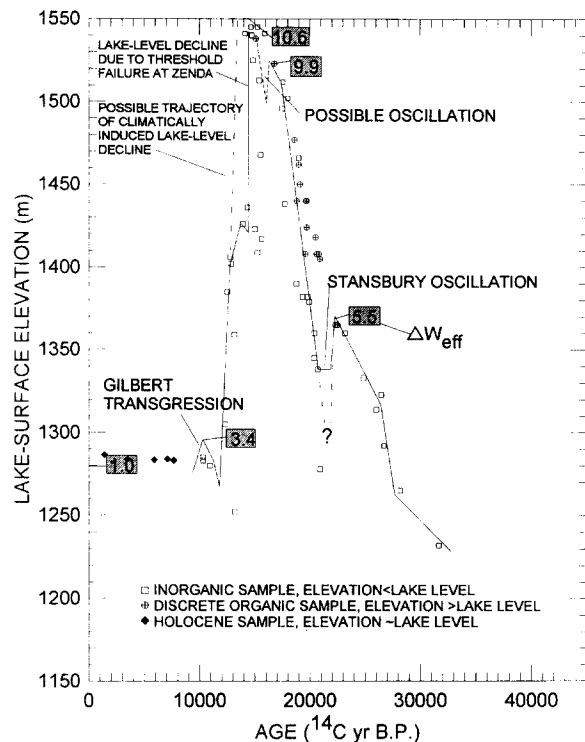 1550
1500
1450
1400
1350
1300
1250
1200
1150
LAKE-SURFACE ELEVATION (m)
10.6
9.9
LAKE-LEVEL DECLINE
DUE TO THRESHOLD
FAILURE AT ZENDA
POSSIBLE TRAJECTORY
OF CLIMATICALLY
INDUCED LAKE-LEVEL
DECLINE
POSSIBLE OSCILLATION
STANSBURY OSCILLATION
5.5
△Weff
GILBERT
TRANSGRESSION
3.4
?
1.0
□ INORGANIC SAMPLE, ELEVATION<LAKE LEVEL
⊕ DISCRETE ORGANIC SAMPLE, ELEVATION >LAKE LEVEL
◆ HOLOCENE SAMPLE, ELEVATION ~LAKE LEVEL
0 10000 20000 30000 40000
AGE (14C yr B.P.)